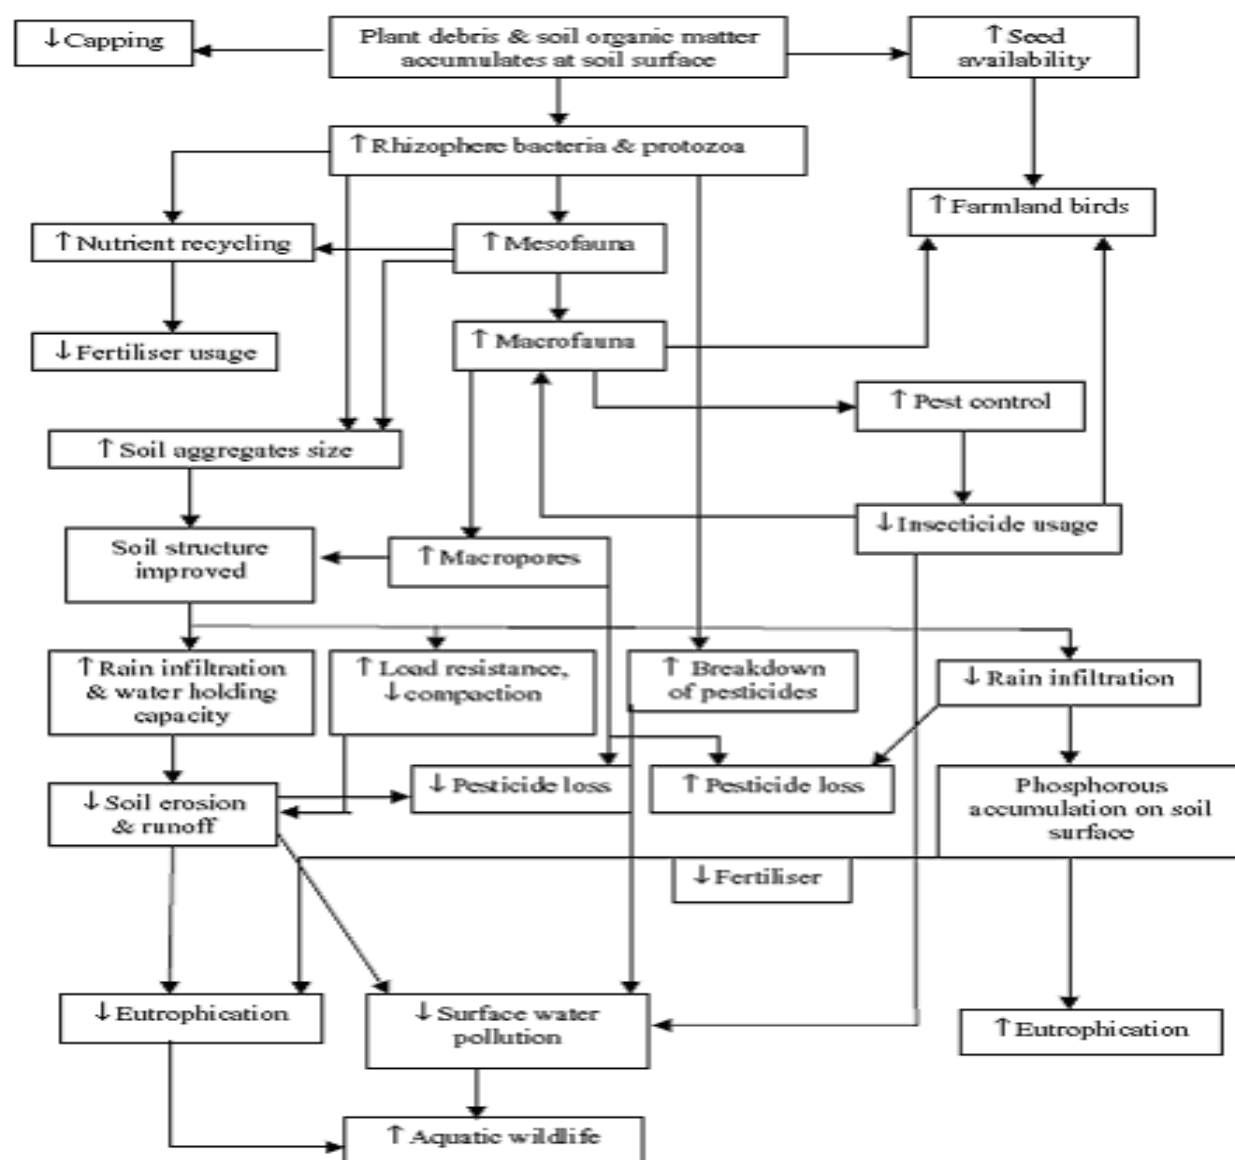 ↓Capping
Plant debris & soil organic matter
accumulates at soil surface
↑Seed
availability
↑Rhizophere bacteria & protozoa
↑Farmland birds
↑Nutrient recycling
↑Mesofauna
↓Fertiliser usage
↑Macrofauna
↑Pest control
↑Soil aggregates size
↓Insecticide usage
Soil structure
improved
↑Macropores
↑Rain infiltration
& water holding
capacity
↑Load resistance,
↓compaction
↑ Breakdown
of pesticides
↓Rain infiltration
↓Soil erosion
& runoff
↓Pesticide loss
↑Pesticide loss
Phosphorous
accumulation on soil
surface
↓Fertiliser
↓Eutrophication
↓Surface water
pollution
↑Eutrophication
↑Aquatic wildlife